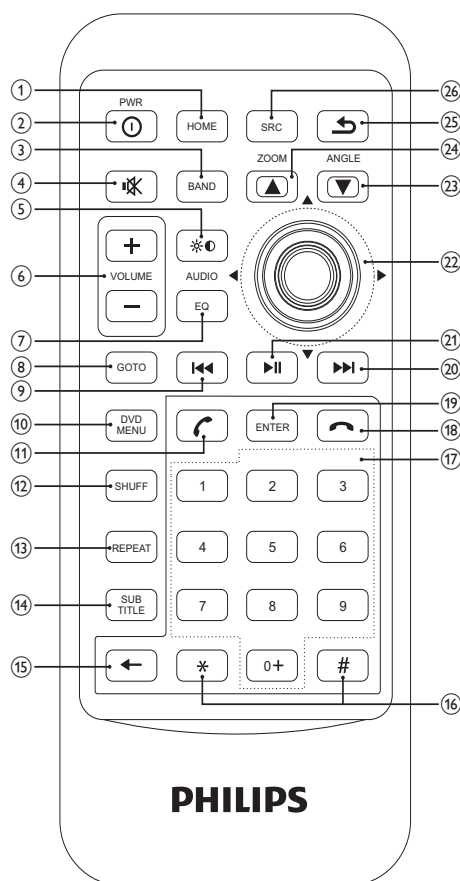 PWR
① ㉖
② HOME SRC ㉕
③ ZOOM ANGLE ㉔
④ BAND ㉓
⑤
+
⑥ VOLUME AUDIO ㉒
−
EQ
⑦ ㉑
⑧ GOTO ⑳
⑨ ⑲
⑩ DVD
MENU
ENTER
⑪ ⑱
⑰
⑫ SHUFF 1 2 3
⑬ REPEAT 4 5 6
⑭ SUB
TITLE
7 8 9
⑮ * 0+ #
⑯
PHILIPS